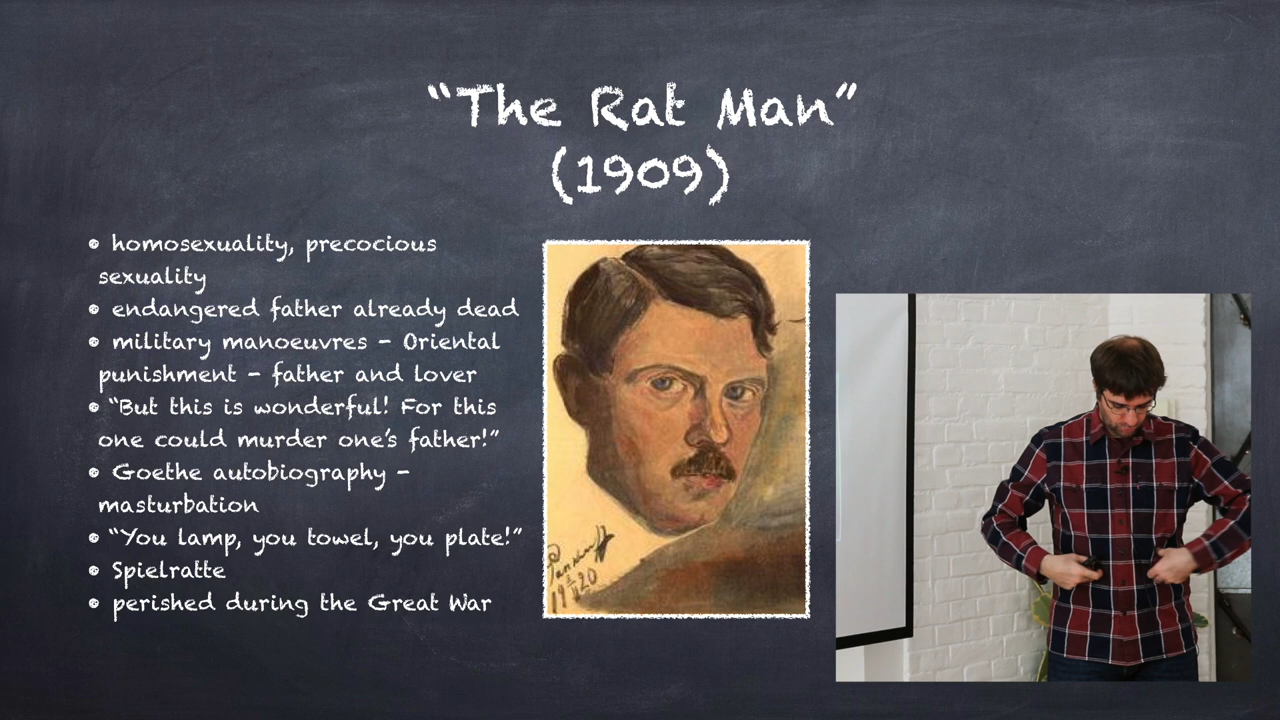 “The Rat Man”
(1909)
• homosexuality, precocious
sexuality
• endangered father already dead
• military manoeuvres - Oriental
punishment - father and lover
• “But this is wonderful! For this
one could murder one’s father!”
• Goethe autobiography -
masturbation
• “You lamp, you towel, you plate!”
• Spielratte
• perished during the Great War